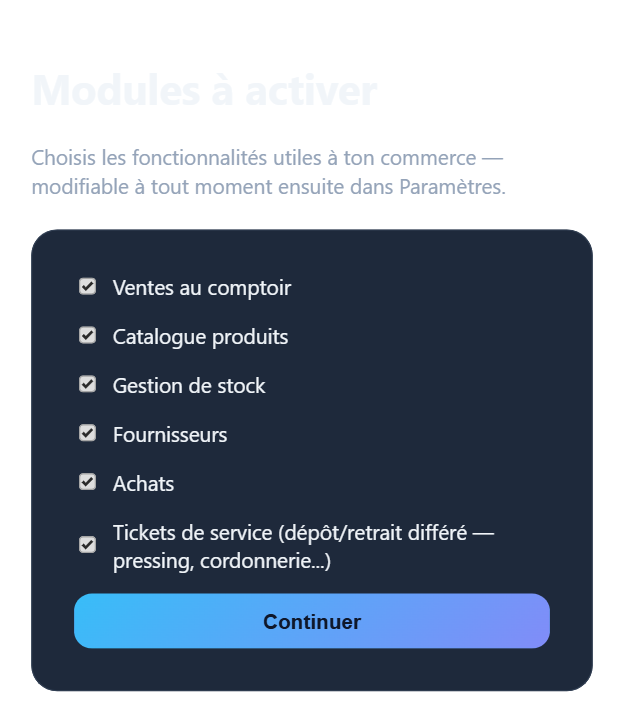 Modules à activer
Choisis les fonctionnalités utiles à ton commerce —
modifiable à tout moment ensuite dans Paramètres.
Ventes au comptoir
Catalogue produits
Gestion de stock
Fournisseurs
Achats
Tickets de service (dépôt/retrait différé —
pressing, cordonnerie...)
Continuer